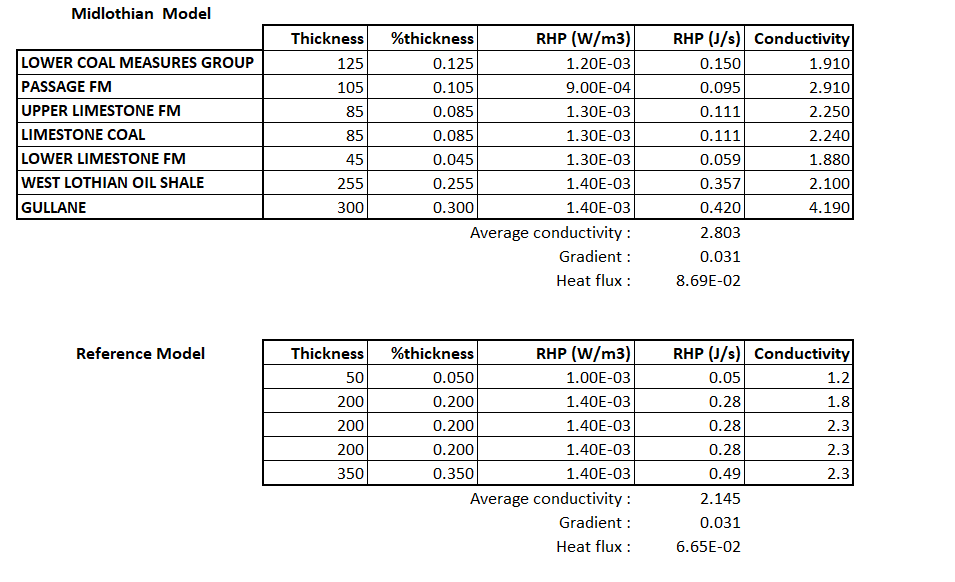 Midlothian Model
Thickness %thickness RHP (W/m3) RHP (J/s) Conductivity
LOWER COAL MEASURES GROUP 125 0.125 1.20E-03 0.150 1.910
PASSAGE FM 105 0.105 9.00E-04 0.095 2.910
UPPER LIMESTONE FM 85 0.085 1.30E-03 0.111 2.250
LIMESTONE COAL 85 0.085 1.30E-03 0.111 2.240
LOWER LIMESTONE FM 45 0.045 1.30E-03 0.059 1.880
WEST LOTHIAN OIL SHALE 255 0.255 1.40E-03 0.357 2.100
GULLANE 300 0.300 1.40E-03 0.420 4.190
Average conductivity : 2.803
Gradient : 0.031
Heat flux : 8.69E-02
Reference Model Thickness %thickness RHP (W/m3) RHP (J/s) Conductivity
50 0.050 1.00E-03 0.05 1.2
200 0.200 1.40E-03 0.28 1.8
200 0.200 1.40E-03 0.28 2.3
200 0.200 1.40E-03 0.28 2.3
350 0.350 1.40E-03 0.49 2.3
Average conductivity : 2.145
Gradient : 0.031
Heat flux : 6.65E-02